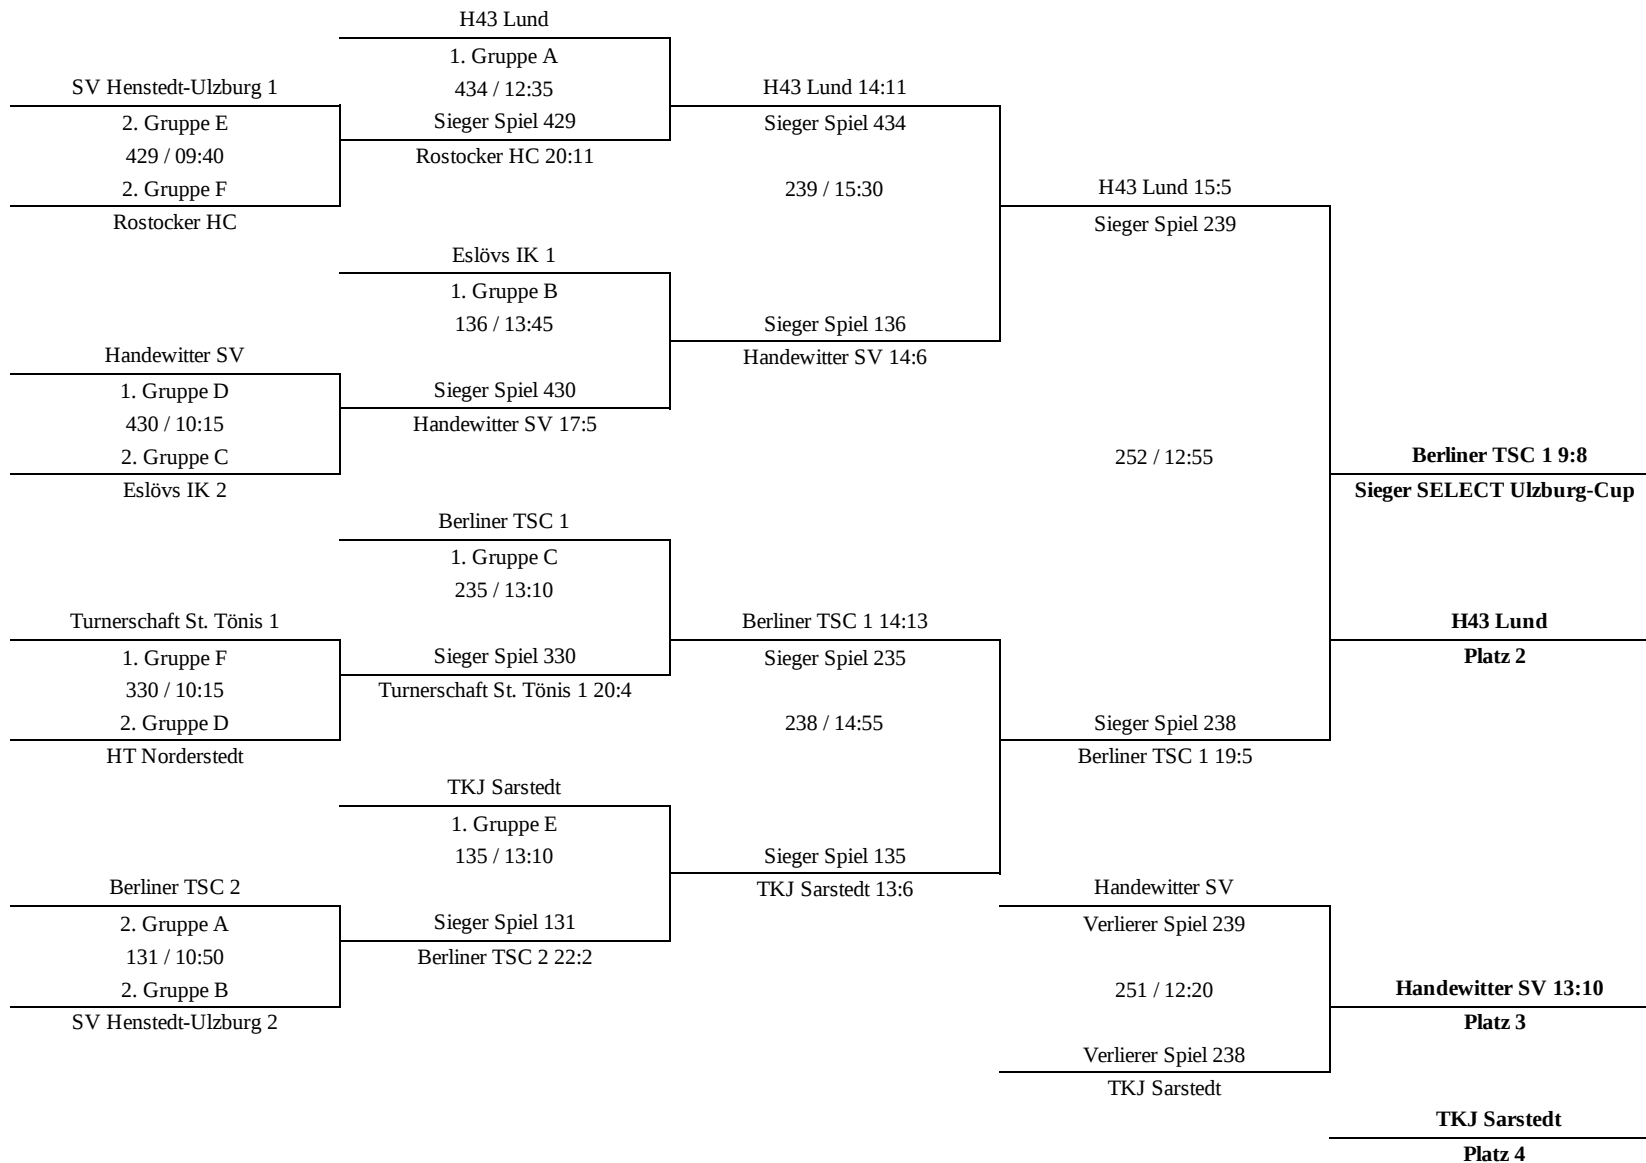 H43 Lund
1. Gruppe A
434 / 12:35
Sieger Spiel 429
Rostocker HC 20:11
SV Henstedt-Ulzburg 1
2. Gruppe E
429 / 09:40
2. Gruppe F
Rostocker HC
H43 Lund 14:11
Sieger Spiel 434
239 / 15:30
Sieger Spiel 136
Handewitter SV 14:6
H43 Lund 15:5
Sieger Spiel 239
Eslövs IK 1
1. Gruppe B
136 / 13:45
Sieger Spiel 430
Handewitter SV 17:5
Handewitter SV
1. Gruppe D
430 / 10:15
2. Gruppe C
Eslövs IK 2
252 / 12:55
Berliner TSC 1 9:8
Sieger SELECT Ulzburg-Cup
Berliner TSC 1
1. Gruppe C
235 / 13:10
Sieger Spiel 330
Turnerschaft St. Tönis 1 20:4
Turnerschaft St. Tönis 1
1. Gruppe F
330 / 10:15
2. Gruppe D
HT Norderstedt
Berliner TSC 1 14:13
Sieger Spiel 235
238 / 14:55
Sieger Spiel 135
TKJ Sarstedt 13:6
H43 Lund
Platz 2
Sieger Spiel 238
Berliner TSC 1 19:5
TKJ Sarstedt
1. Gruppe E
135 / 13:10
Sieger Spiel 131
Berliner TSC 2 22:2
Berliner TSC 2
2. Gruppe A
131 / 10:50
2. Gruppe B
SV Henstedt-Ulzburg 2
Handewitter SV
Verlierer Spiel 239
251 / 12:20
Verlierer Spiel 238
TKJ Sarstedt
Handewitter SV 13:10
Platz 3
TKJ Sarstedt
Platz 4